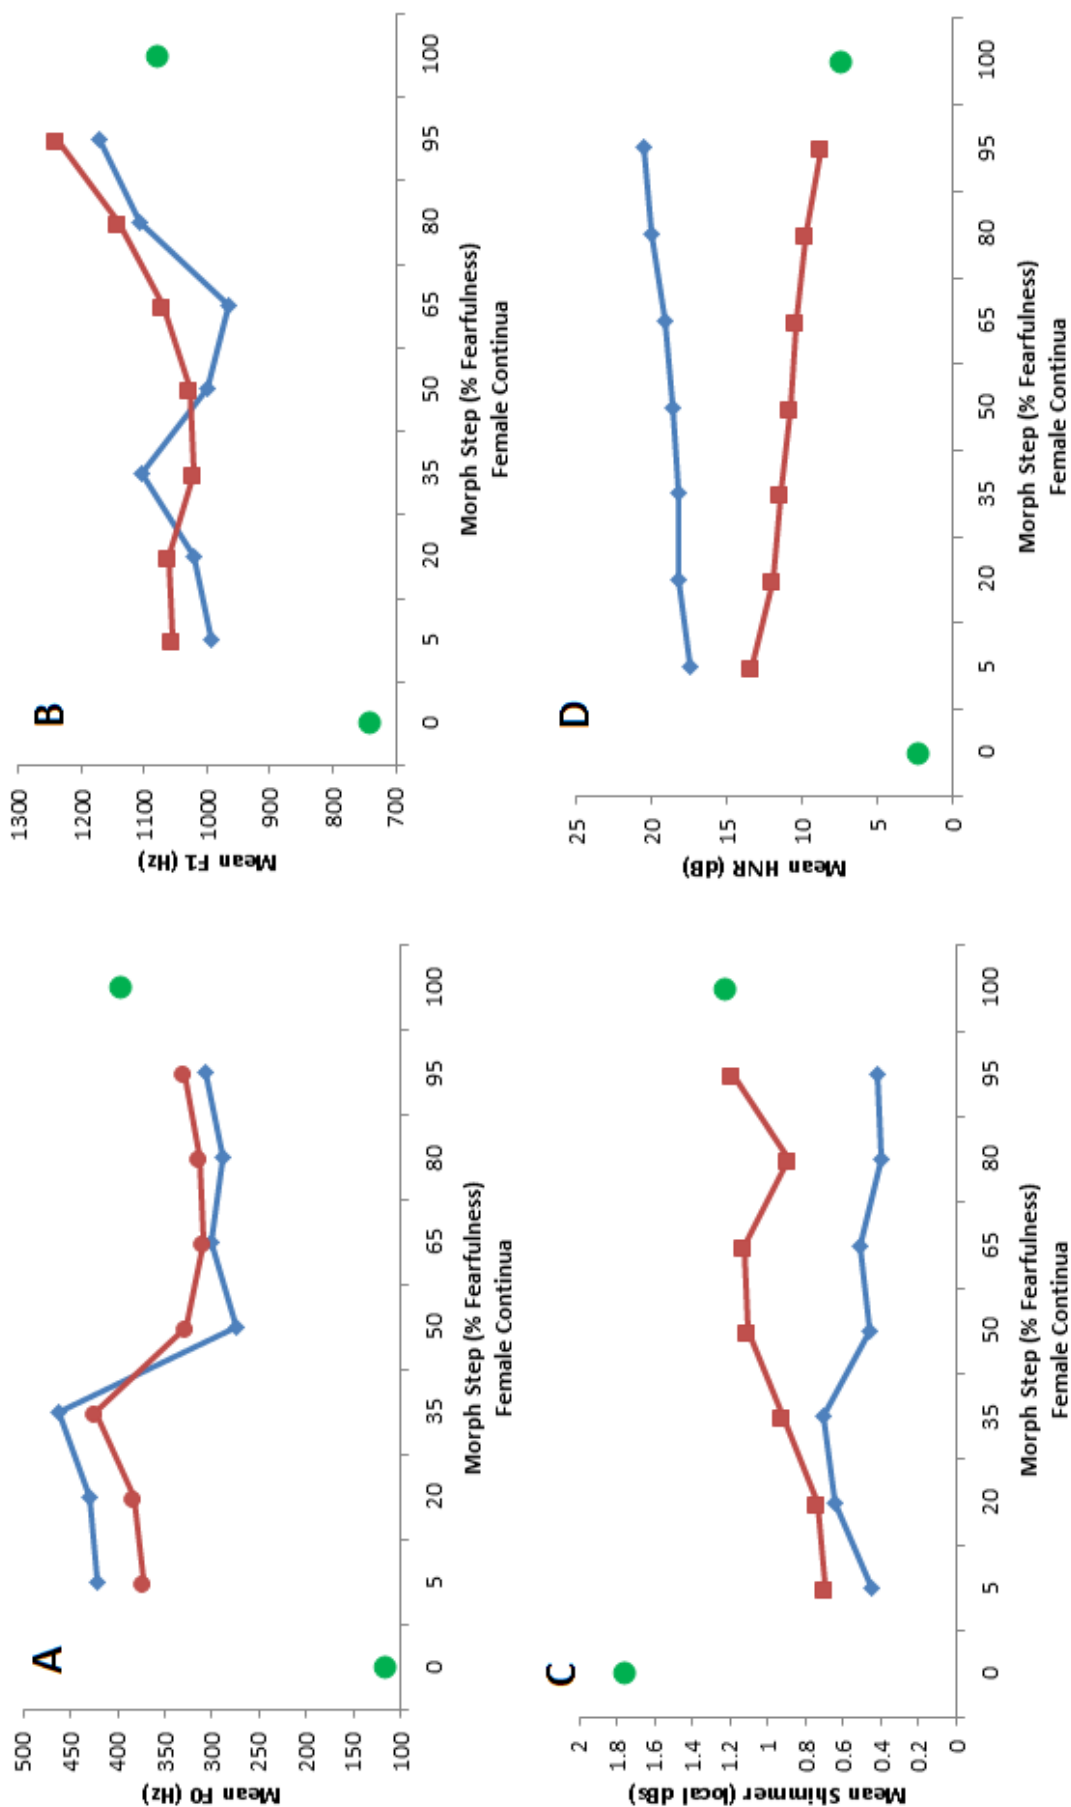 A
Mean F0 (Hz)
500
450
400
350
300
250
200
150
100
0 5 20 35 50 65 80 95 100
Morph Step (% Fearfulness)
Female Continua
B
Mean F1 (Hz)
1300
1200
1100
1000
900
800
700
0 5 20 35 50 65 80 95 100
Morph Step (% Fearfulness)
Female Continua
C
Mean Shimmer (local dBs)
2
1.8
1.6
1.4
1.2
1
0.8
0.6
0.4
0.2
0
0 5 20 35 50 65 80 95 100
Morph Step (% Fearfulness)
Female Continua
D
Mean HNR (dB)
25
20
15
10
5
0
0 5 20 35 50 65 80 95 100
Morph Step (% Fearfulness)
Female Continua